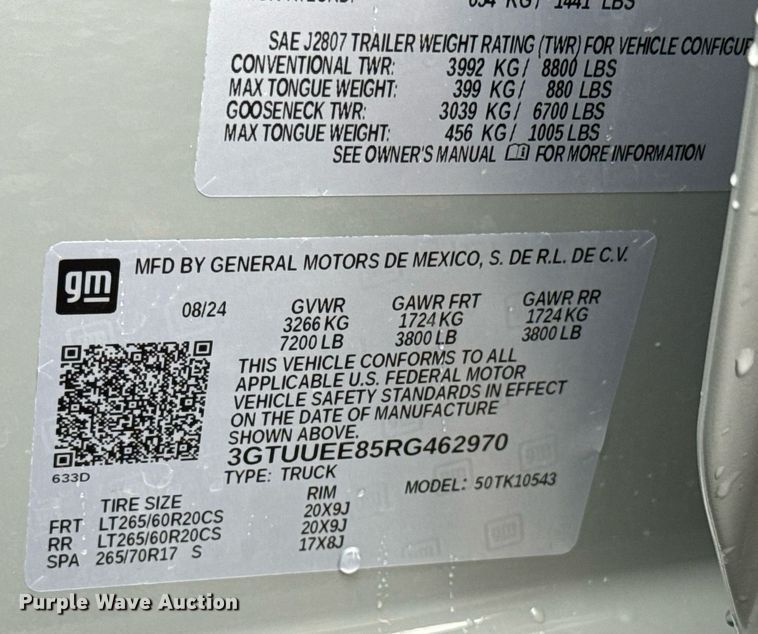 634 KG/ 1441 LBS
SAE J2807 TRAILER WEIGHT RATING (TWR) FOR VEHICLE CONFIGUR
CONVENTIONAL TWR: 3992 KG/ 8800 LBS
MAX TONGUE WEIGHT: 399 KG/ 880 LBS
GOOSENECK TWR: 3039 KG/ 6700 LBS
MAX TONGUE WEIGHT: 456 KG/ 1005 LBS
SEE OWNER'S MANUAL FOR MORE INFORMATION
gm MFD BY GENERAL MOTORS DE MEXICO, S. DE R.L. DE C.V.
08/24 GVWR GAWR FRT GAWR RR
3266 KG 1724 KG 1724 KG
7200 LB 3800 LB 3800 LB
THIS VEHICLE CONFORMS TO ALL
APPLICABLE U.S. FEDERAL MOTOR
VEHICLE SAFETY STANDARDS IN EFFECT
ON THE DATE OF MANUFACTURE
SHOWN ABOVE.
3GTUUEE85RG462970
633D TYPE: TRUCK MODEL: 50TK10543
TIRE SIZE RIM
FRT LT265/60R20CS 20X9J
RR LT265/60R20CS 20X9J
SPA 265/70R17 S 17X8J
Purple Wave Auction